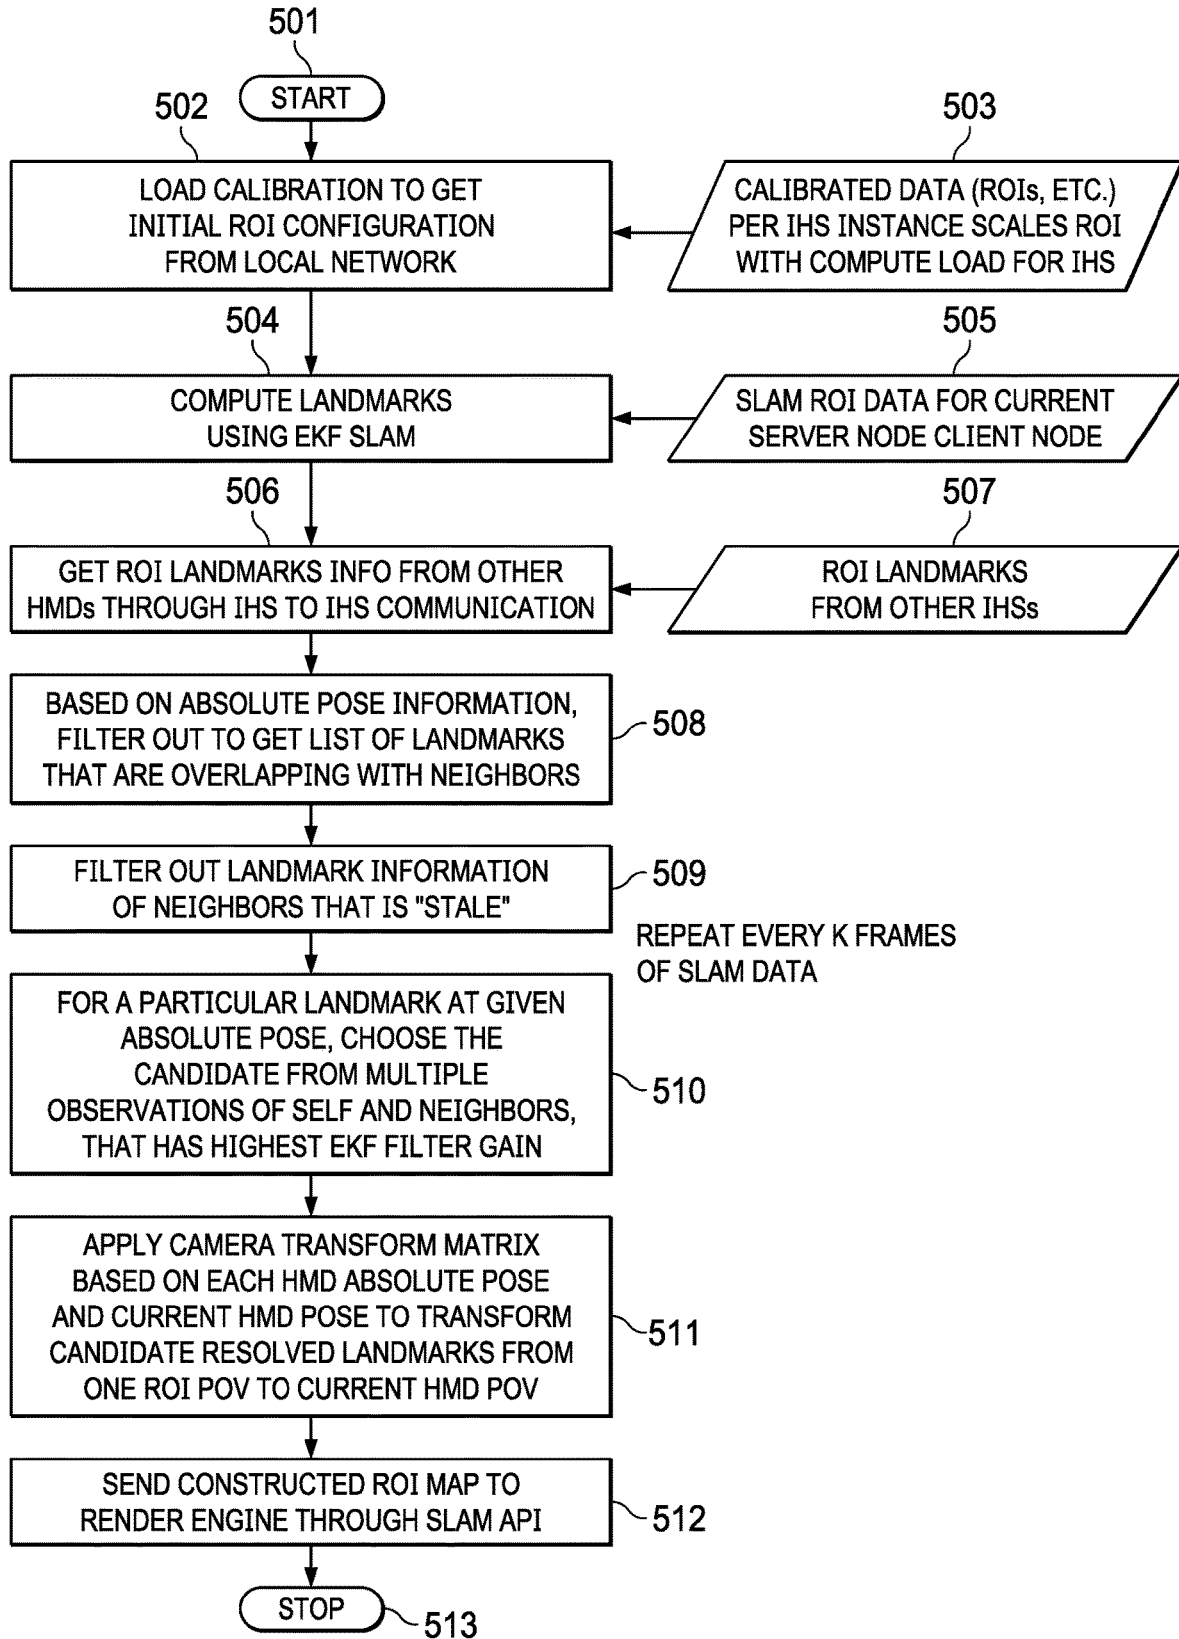 501
START
502
503
LOAD CALIBRATION TO GET
INITIAL ROI CONFIGURATION
FROM LOCAL NETWORK
CALIBRATED DATA (ROIs, ETC.)
PER IHS INSTANCE SCALES ROI
WITH COMPUTE LOAD FOR IHS
504
505
COMPUTE LANDMARKS
USING EKF SLAM
SLAM ROI DATA FOR CURRENT
SERVER NODE CLIENT NODE
506
507
GET ROI LANDMARKS INFO FROM OTHER
HMDs THROUGH IHS TO IHS COMMUNICATION
ROI LANDMARKS
FROM OTHER IHSs
BASED ON ABSOLUTE POSE INFORMATION,
FILTER OUT TO GET LIST OF LANDMARKS
THAT ARE OVERLAPPING WITH NEIGHBORS
508
FILTER OUT LANDMARK INFORMATION
OF NEIGHBORS THAT IS "STALE"
509
REPEAT EVERY K FRAMES
OF SLAM DATA
FOR A PARTICULAR LANDMARK AT GIVEN
ABSOLUTE POSE, CHOOSE THE
CANDIDATE FROM MULTIPLE
OBSERVATIONS OF SELF AND NEIGHBORS,
THAT HAS HIGHEST EKF FILTER GAIN
510
APPLY CAMERA TRANSFORM MATRIX
BASED ON EACH HMD ABSOLUTE POSE
AND CURRENT HMD POSE TO TRANSFORM
CANDIDATE RESOLVED LANDMARKS FROM
ONE ROI POV TO CURRENT HMD POV
511
SEND CONSTRUCTED ROI MAP TO
RENDER ENGINE THROUGH SLAM API
512
STOP
513